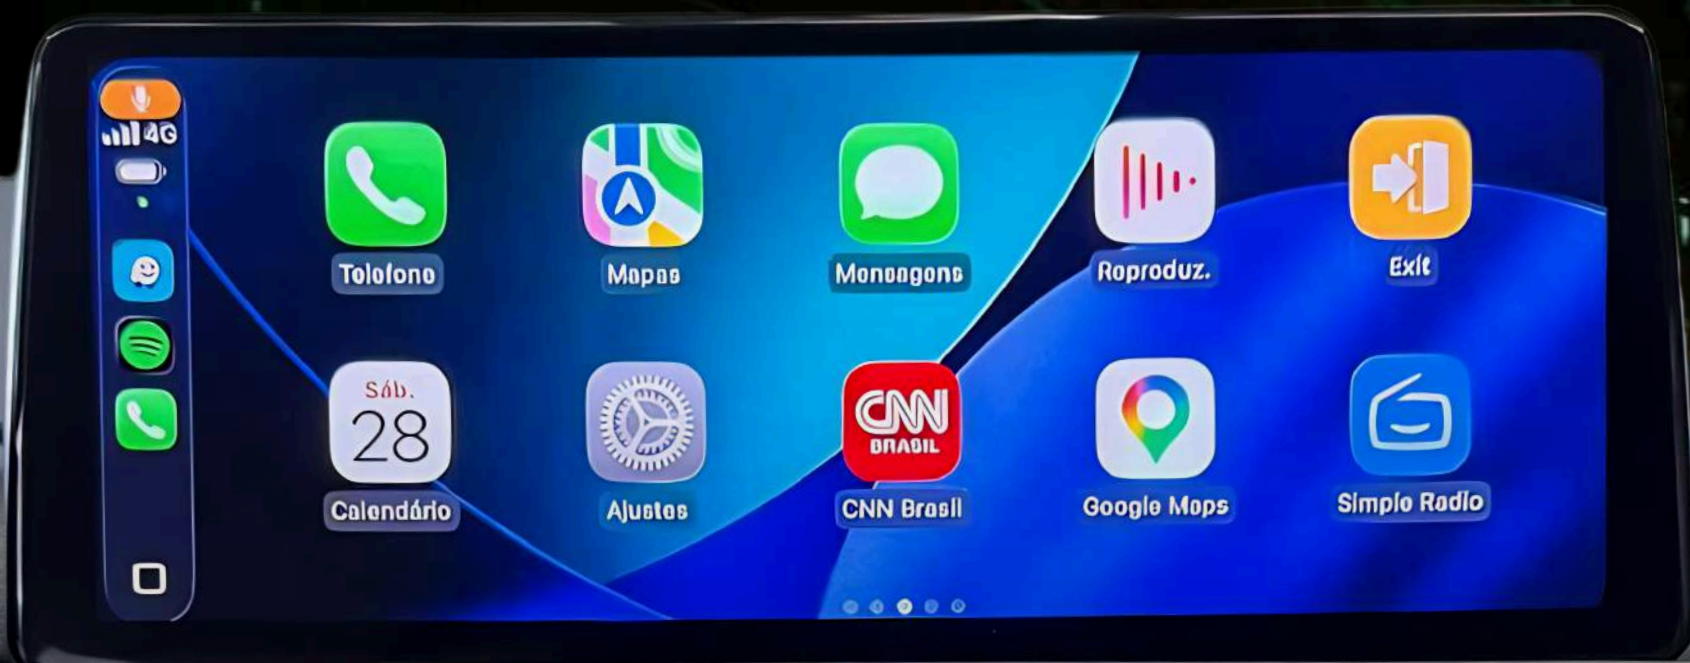 4G
Telefone
Mapas
Mensagens
Reproduz.
Exit
Sáb.
28
CNN
BRASIL
Calendário
Ajustes
CNN Brasil
Google Maps
Simple Radio